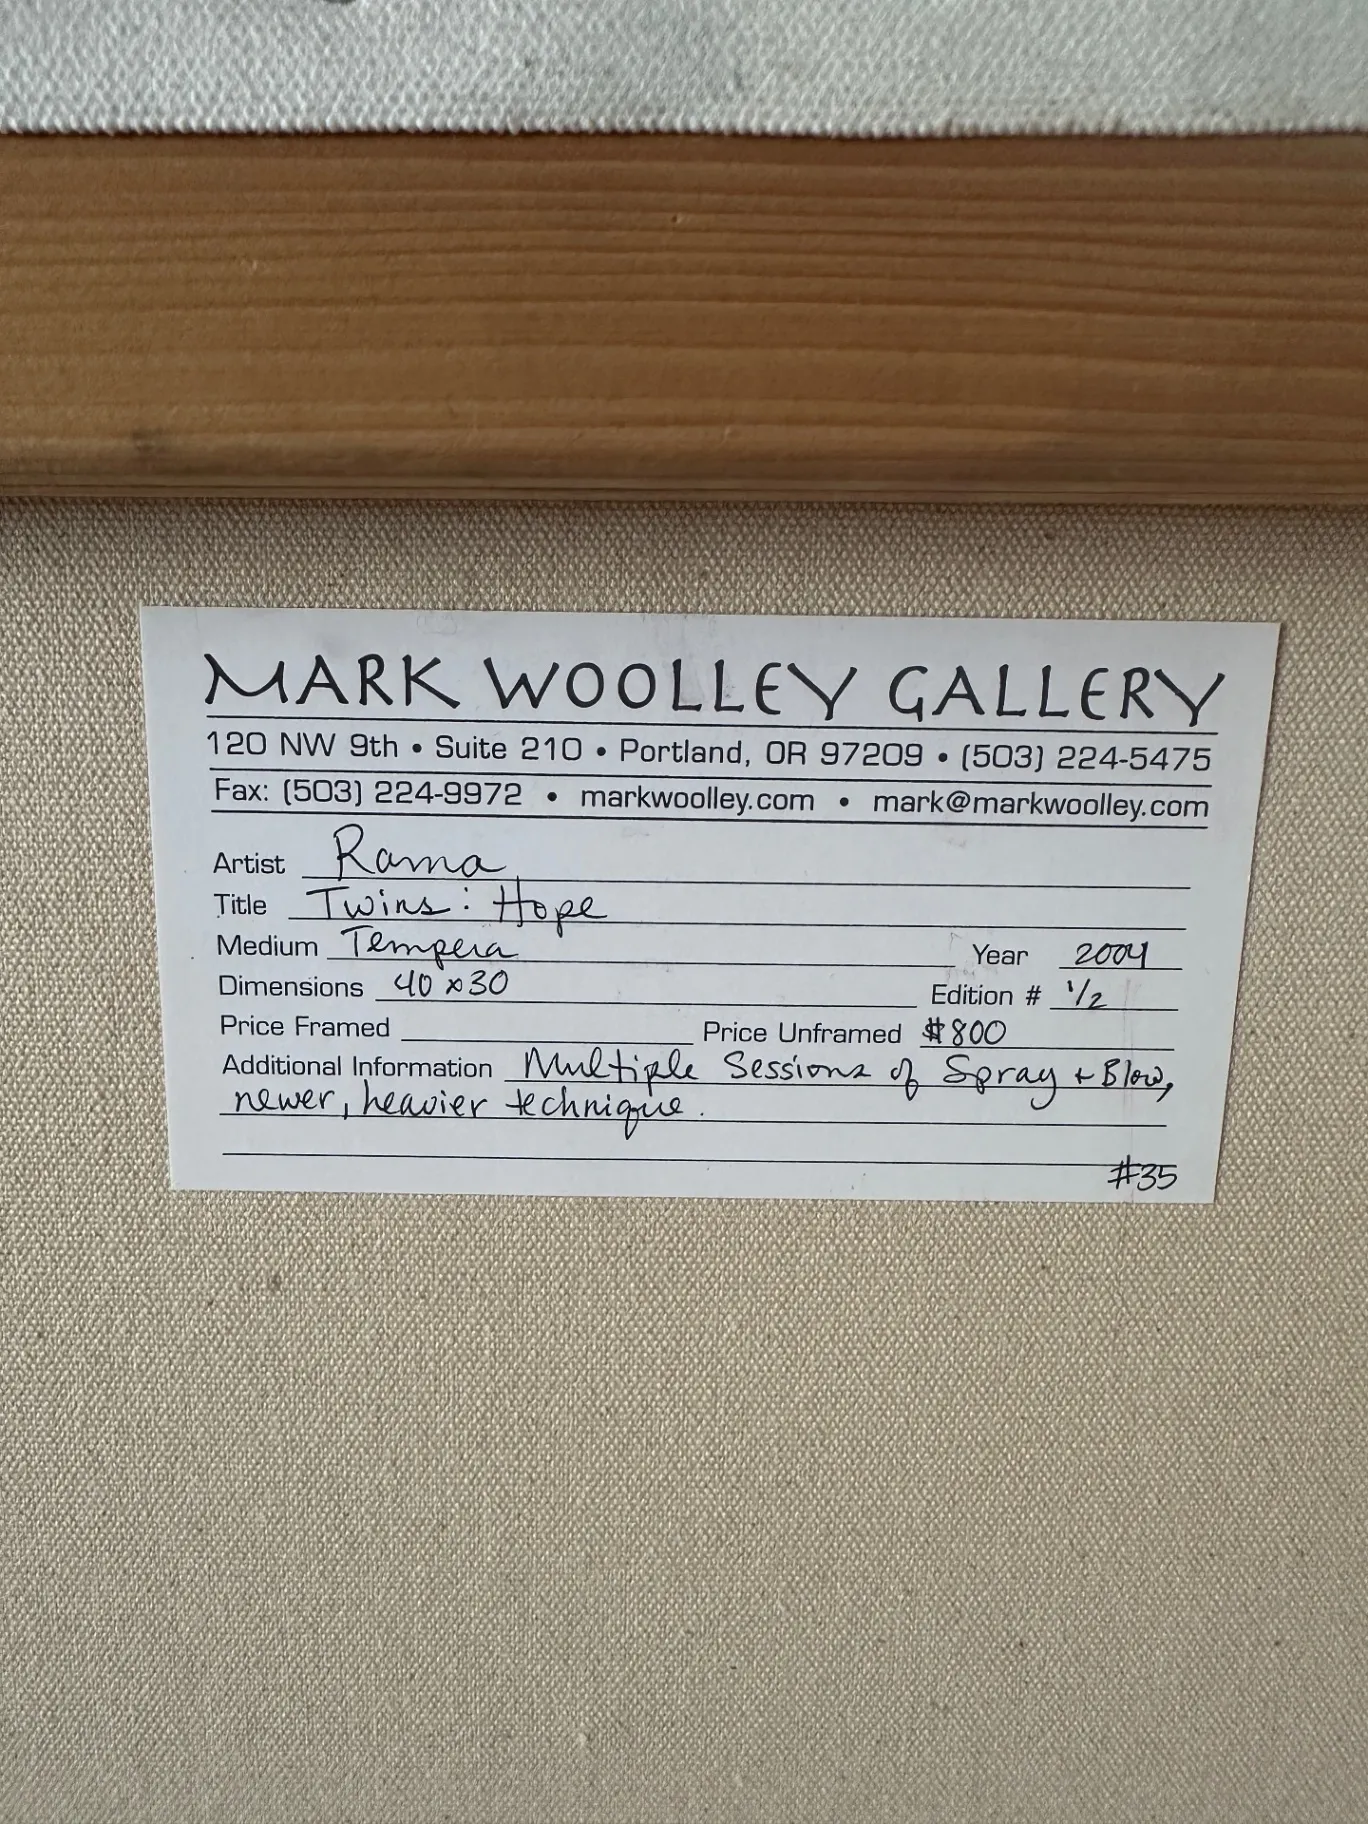 MARK WOOLLEY GALLERY
120 NW 9th • Suite 210 • Portland, OR 97209 • (503) 224-5475
Fax: (503) 224-9972 • markwoolley.com • mark@markwoolley.com
Artist Rama
Title Twins: Hope
Medium Tempera Year 2004
Dimensions 40 x 30 Edition # 1/2
Price Framed Price Unframed $800
Additional Information Multiple Sessions of Spray + Blow,
newer, heavier technique.
#35